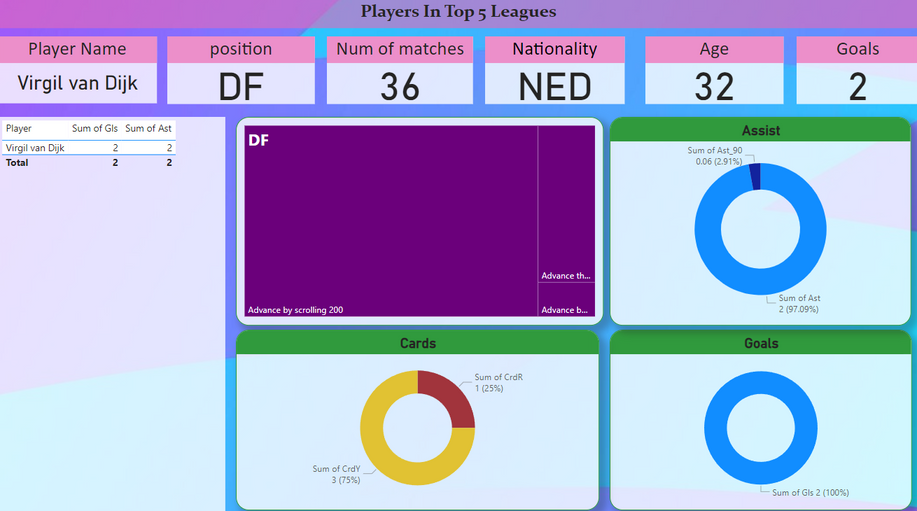 Players In Top 5 Leagues
Player Name
Virgil van Dijk
position
DF
Num of matches
36
Nationality
NED
Age
32
Goals
2
Player Sum of Gls Sum of Ast
Virgil van Dijk 2 2
Total 2 2
DF
Advance by scrolling 200
Advance th...
Advance b...
Assist
Sum of Ast_90
0.06 (2.91%)
Sum of Ast
2 (97.09%)
Cards
Sum of CrdR
1 (25%)
Sum of CrdY
3 (75%)
Goals
Sum of Gls 2 (100%)